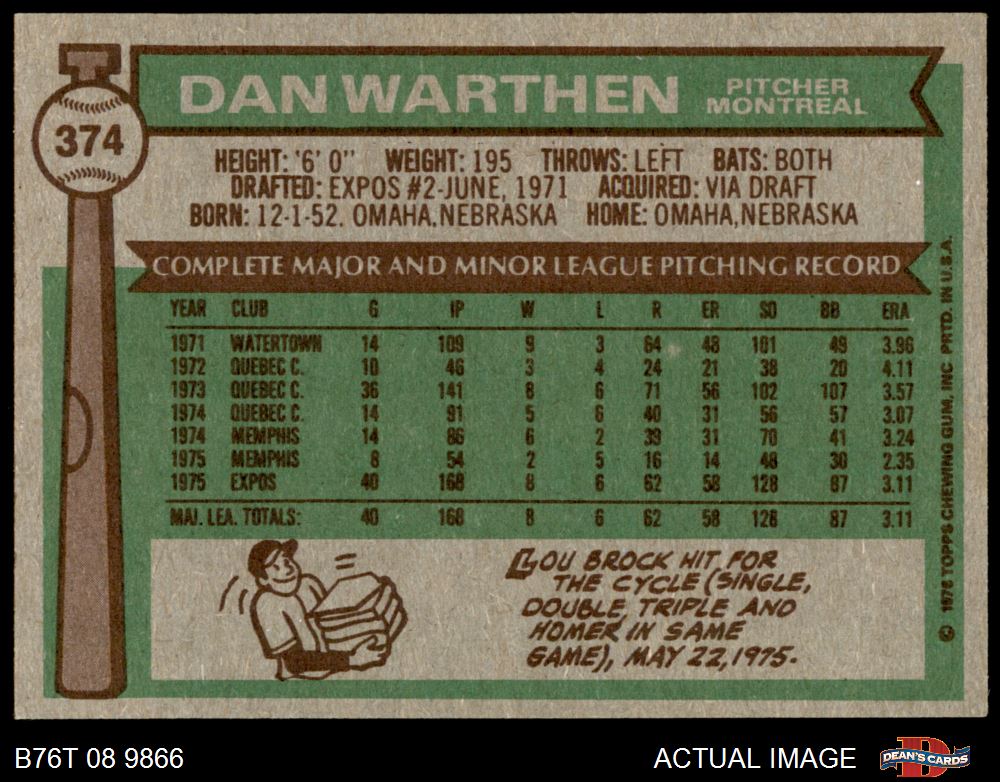 374
DAN WARTHEN
PITCHER
MONTREAL
HEIGHT: '6' 0" WEIGHT: 195 THROWS: LEFT BATS: BOTH
DRAFTED: EXPOS #2-JUNE, 1971 ACQUIRED: VIA DRAFT
BORN: 12-1-52. OMAHA, NEBRASKA HOME: OMAHA, NEBRASKA
COMPLETE MAJOR AND MINOR LEAGUE PITCHING RECORD
YEAR CLUB G IP W L R ER SO BB ERA
1971 WATERTOWN 14 109 9 3 64 48 101 49 3.96
1972 QUEBEC C. 10 46 3 4 24 21 38 20 4.11
1973 QUEBEC C. 36 141 8 6 71 56 102 107 3.57
1974 QUEBEC C. 14 91 5 6 40 31 56 57 3.07
1974 MEMPHIS 14 86 6 2 39 31 70 41 3.24
1975 MEMPHIS 8 54 2 5 16 14 48 30 2.35
1975 EXPOS 40 168 8 6 62 58 128 87 3.11
MAJ. LEA. TOTALS: 40 168 8 6 62 58 128 87 3.11
LOU BROCK HIT FOR
THE CYCLE (SINGLE,
DOUBLE, TRIPLE AND
HOMER IN SAME
GAME), MAY 22, 1975.
© 1976 TOPPS CHEWING GUM, INC PRTD. IN U.S.A.
B76T 08 9866
ACTUAL IMAGE
DEAN'S CARDS